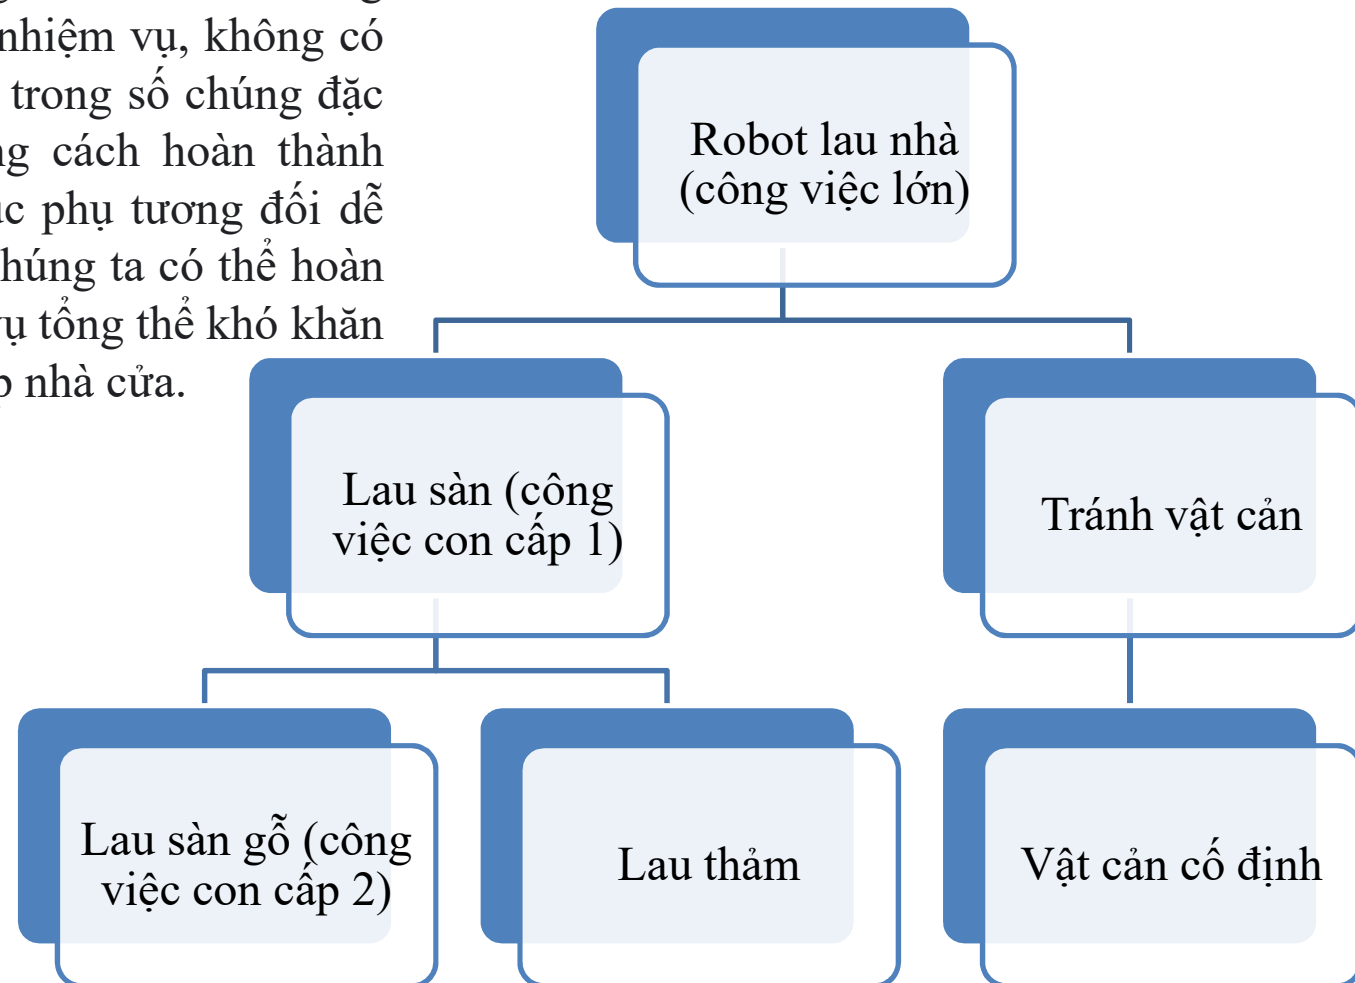 nhiệm vụ, không có
trong số chúng đặc
cách hoàn thành
phụ tương đối dễ
húng ta có thể hoàn
tổng thể khó khăn
nhà cửa.
Robot lau nhà
(công việc lớn)
Lau sàn (công
việc con cấp 1)
Tránh vật cản
Lau sàn gỗ (công
việc con cấp 2)
Lau thảm
Vật cản cố định